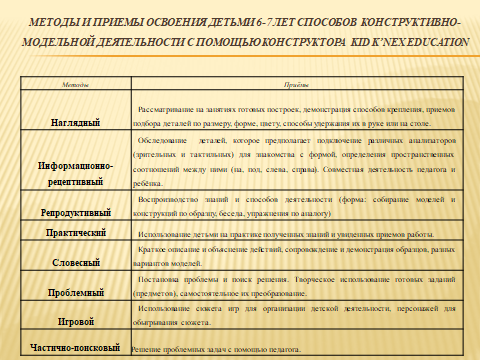 МЕТОДЫ И ПРИЕМЫ ОСВОЕНИЯ ДЕТЬМИ 6-7 ЛЕТ СПОСОБОВ КОНСТРУКТИВНО-
МОДЕЛЬНОЙ ДЕЯТЕЛЬНОСТИ С ПОМОЩЬЮ КОНСТРУКТОРА KID K’NEX EDUCATION
Методы
Приёмы
Наглядный
Рассматривание на занятиях готовых построек, демонстрация способов крепления, приемов
подбора деталей по размеру, форме, цвету, способы удержания их в руке или на столе.
Информационно-
рецептивный
Обследование деталей, которое предполагает подключение различных анализаторов
(зрительных и тактильных) для знакомства с формой, определения пространственных
соотношений между ними (на, под, слева, справа). Совместная деятельность педагога и
ребёнка.
Репродуктивный
Воспроизводство знаний и способов деятельности (форма: собирание моделей и
конструкций по образцу, беседа, упражнения по аналогу)
Практический
Использование детьми на практике полученных знаний и увиденных приемов работы.
Словесный
Краткое описание и объяснение действий, сопровождение и демонстрация образцов, разных
вариантов моделей.
Проблемный
Постановка проблемы и поиск решения. Творческое использование готовых заданий
(предметов), самостоятельное их преобразование.
Игровой
Использование сюжета игр для организации детской деятельности, персонажей для
обыгрывания сюжета.
Частично-поисковый
Решение проблемных задач с помощью педагога.